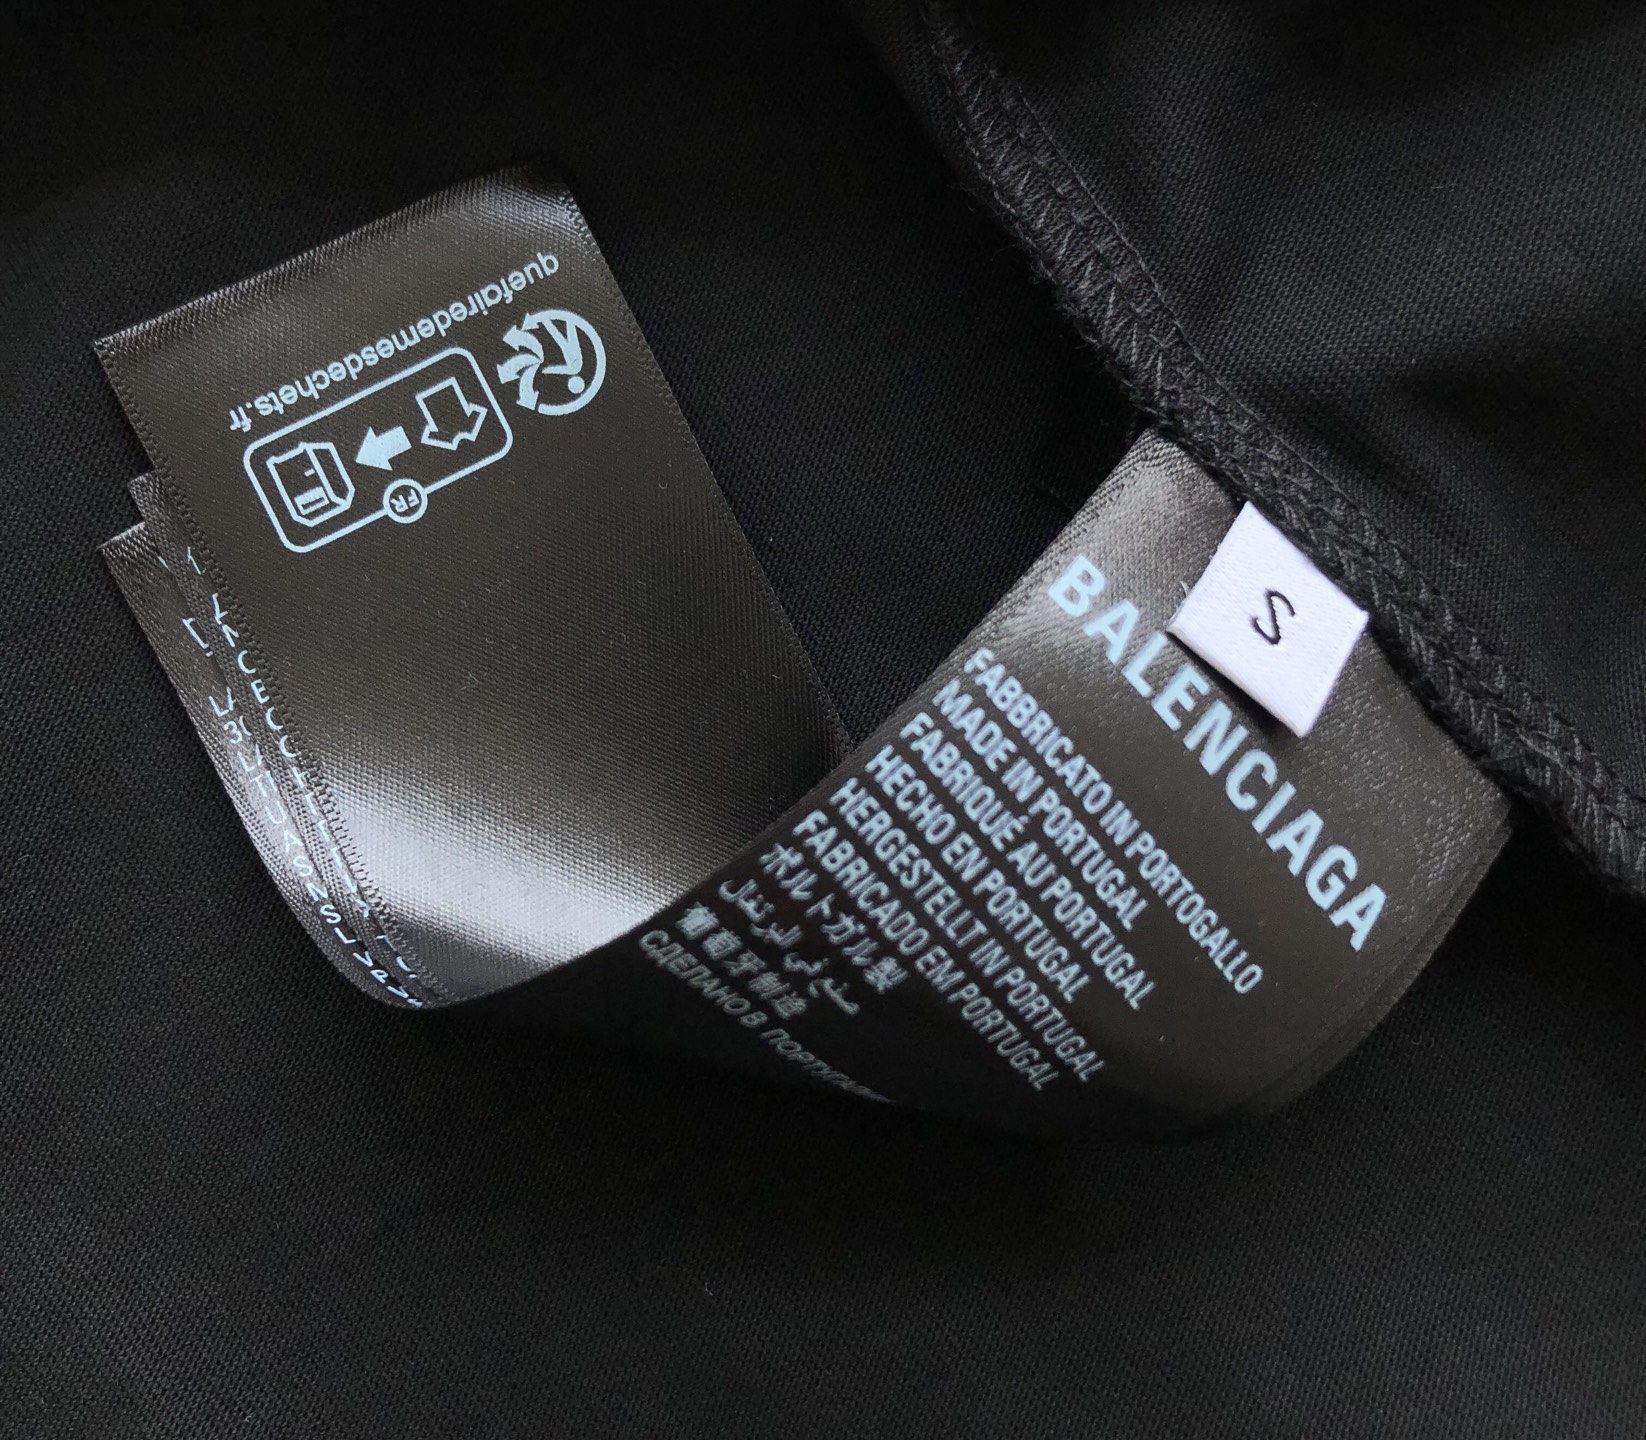 BALENCIAGA
S
FABBRICATO IN PORTOGALLO
MADE IN PORTUGAL
FABRIQUÉ AU PORTUGAL
HECHO EN PORTUGAL
HERGESTELLT IN PORTUGAL
FABRICADO EM PORTUGAL
ポルトガル製
صنع في البرتغال
葡萄牙制造
СДЕЛАНО В
quefairedemesdechets.fr
FR